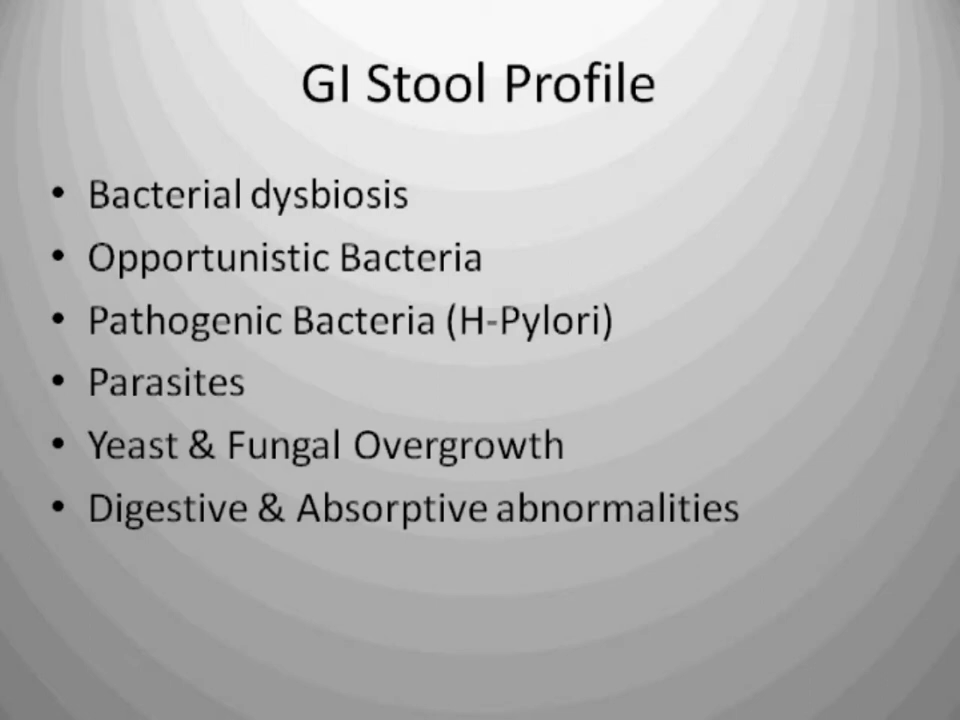 GI Stool Profile
• Bacterial dysbiosis
• Opportunistic Bacteria
• Pathogenic Bacteria (H-Pylori)
• Parasites
• Yeast & Fungal Overgrowth
• Digestive & Absorptive abnormalities